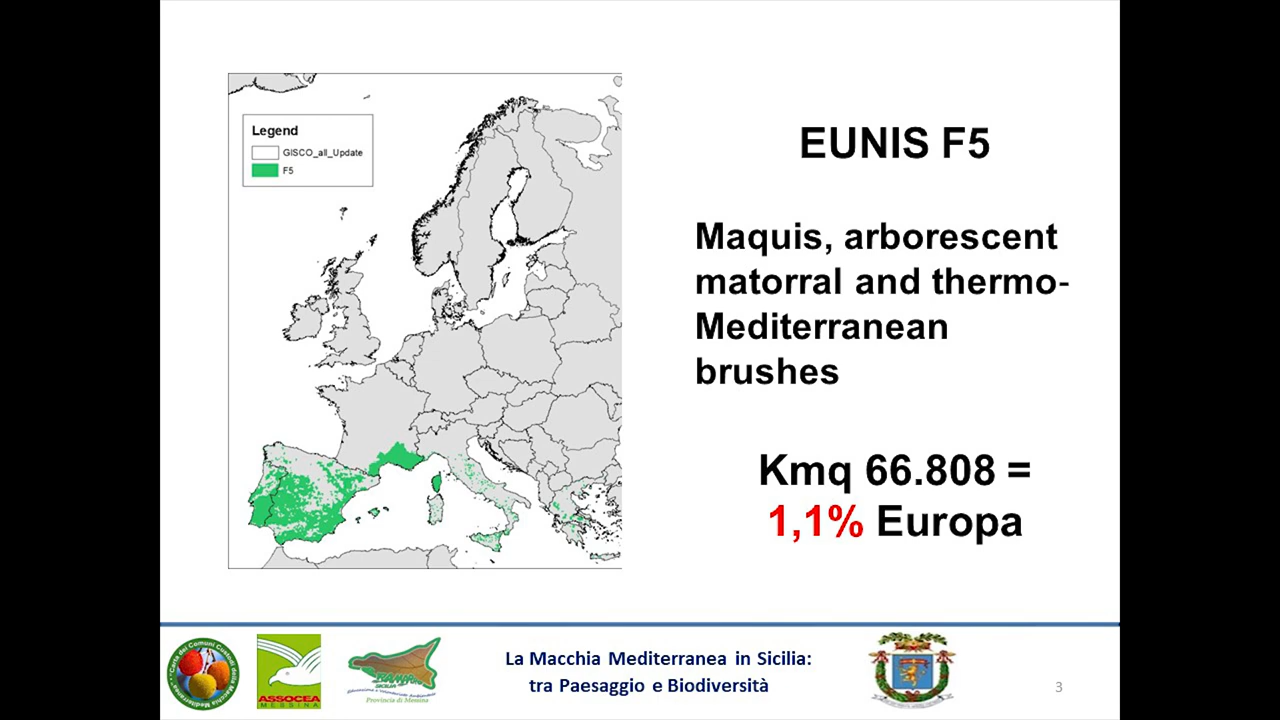 Legend
GISCO_all_Update
F5
EUNIS F5
Maquis, arborescent
matorral and thermo-
Mediterranean
brushes
Kmq 66.808 =
1,1% Europa
ASSOCEA
MESSINA
SICILIA
Provincia di Messina
La Macchia Mediterranea in Sicilia:
tra Paesaggio e Biodiversità
3